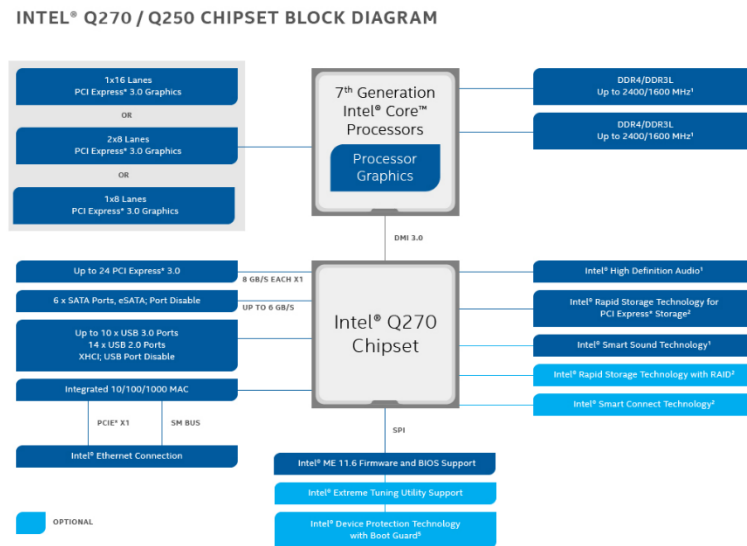 INTEL® Q270 / Q250 CHIPSET BLOCK DIAGRAM
1x16 Lanes
PCI Express* 3.0 Graphics
OR
2x8 Lanes
PCI Express* 3.0 Graphics
OR
1x8 Lanes
PCI Express* 3.0 Graphics
7th Generation
Intel® Core™
Processors
Processor
Graphics
DDR4/DDR3L
Up to 2400/1600 MHz¹
DDR4/DDR3L
Up to 2400/1600 MHz¹
DMI 3.0
Up to 24 PCI Express* 3.0
8 GB/S EACH X1
6 x SATA Ports, eSATA; Port Disable
UP TO 6 GB/S
Up to 10 x USB 3.0 Ports
14 x USB 2.0 Ports
XHCI; USB Port Disable
Integrated 10/100/1000 MAC
PCIE* X1
SM BUS
Intel® Ethernet Connection
Intel® Q270
Chipset
Intel® High Definition Audio¹
Intel® Rapid Storage Technology for
PCI Express* Storage²
Intel® Smart Sound Technology¹
Intel® Rapid Storage Technology with RAID²
Intel® Smart Connect Technology²
SPI
Intel® ME 11.6 Firmware and BIOS Support
Intel® Extreme Tuning Utility Support
Intel® Device Protection Technology
with Boot Guard⁵
OPTIONAL